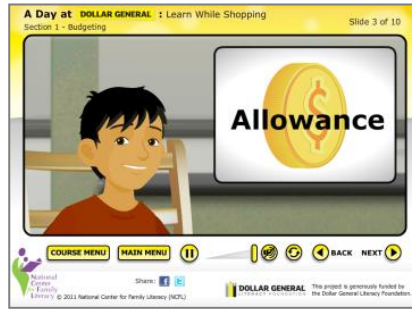 A Day at DOLLAR GENERAL : Learn While Shopping
Section 1 - Budgeting
Slide 3 of 10
Allowance
COURSE MENU MAIN MENU BACK NEXT
National
Center
for Family
Literacy
Share:
© 2011 National Center for Family Literacy (NCFL)
DOLLAR GENERAL
LITERACY FOUNDATION
This project is generously funded by
the Dollar General Literacy Foundation.